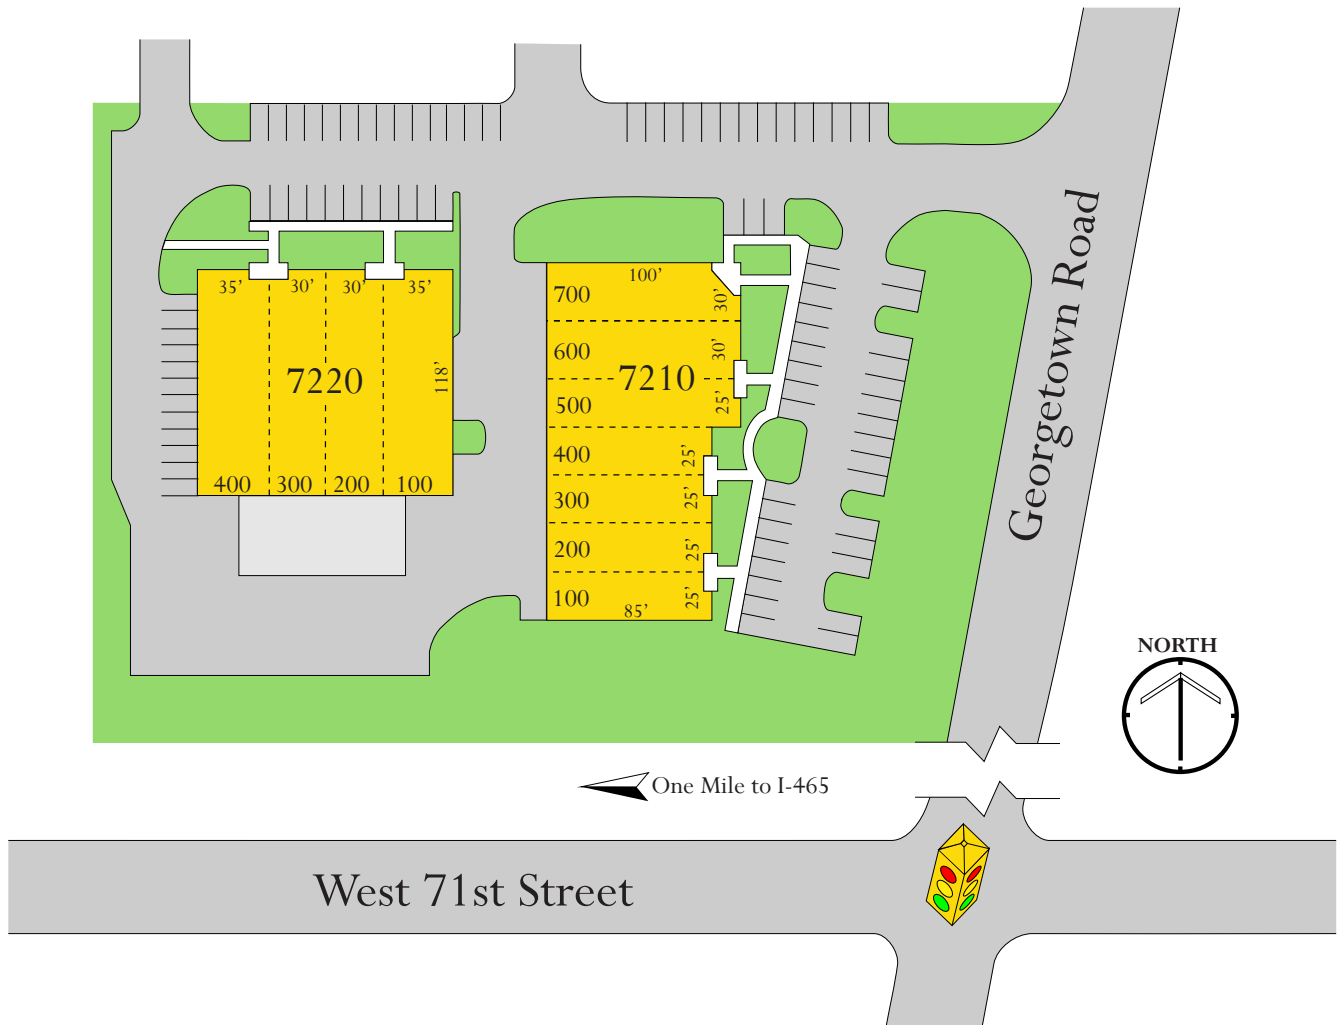 35’ 30’ 30’ 35’
7220
118’
400 300 200 100
100’
700 30’
600 30’
7210
500 25’
400 25’
300 25’
200 25’
100 25’
85’
Georgetown Road
NORTH
One Mile to I-465
West 71st Street